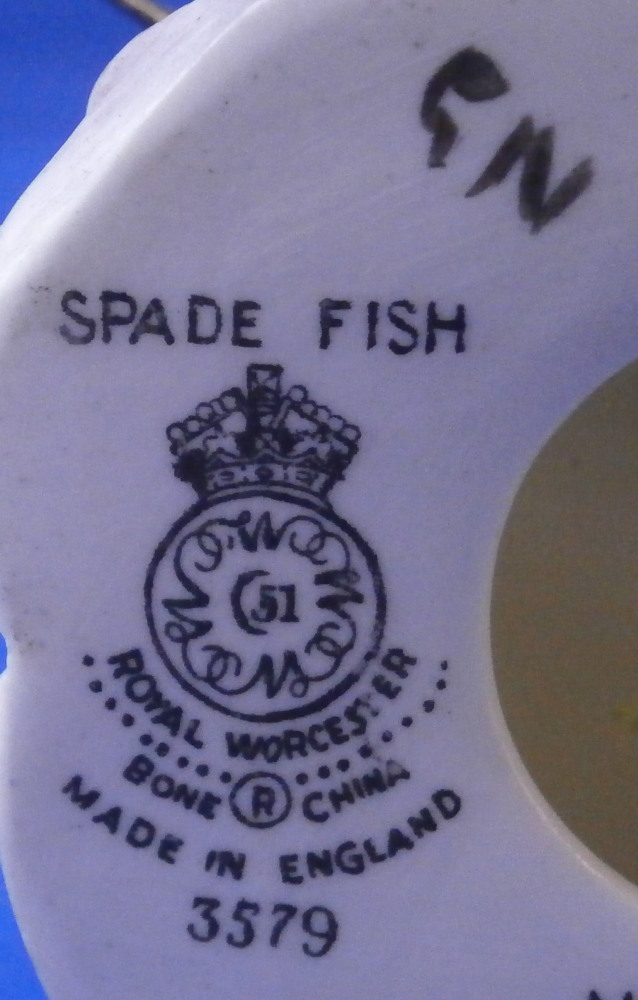 SPADE FISH
51
ROYAL WORCESTER
BONE ® CHINA
MADE IN ENGLAND
3579